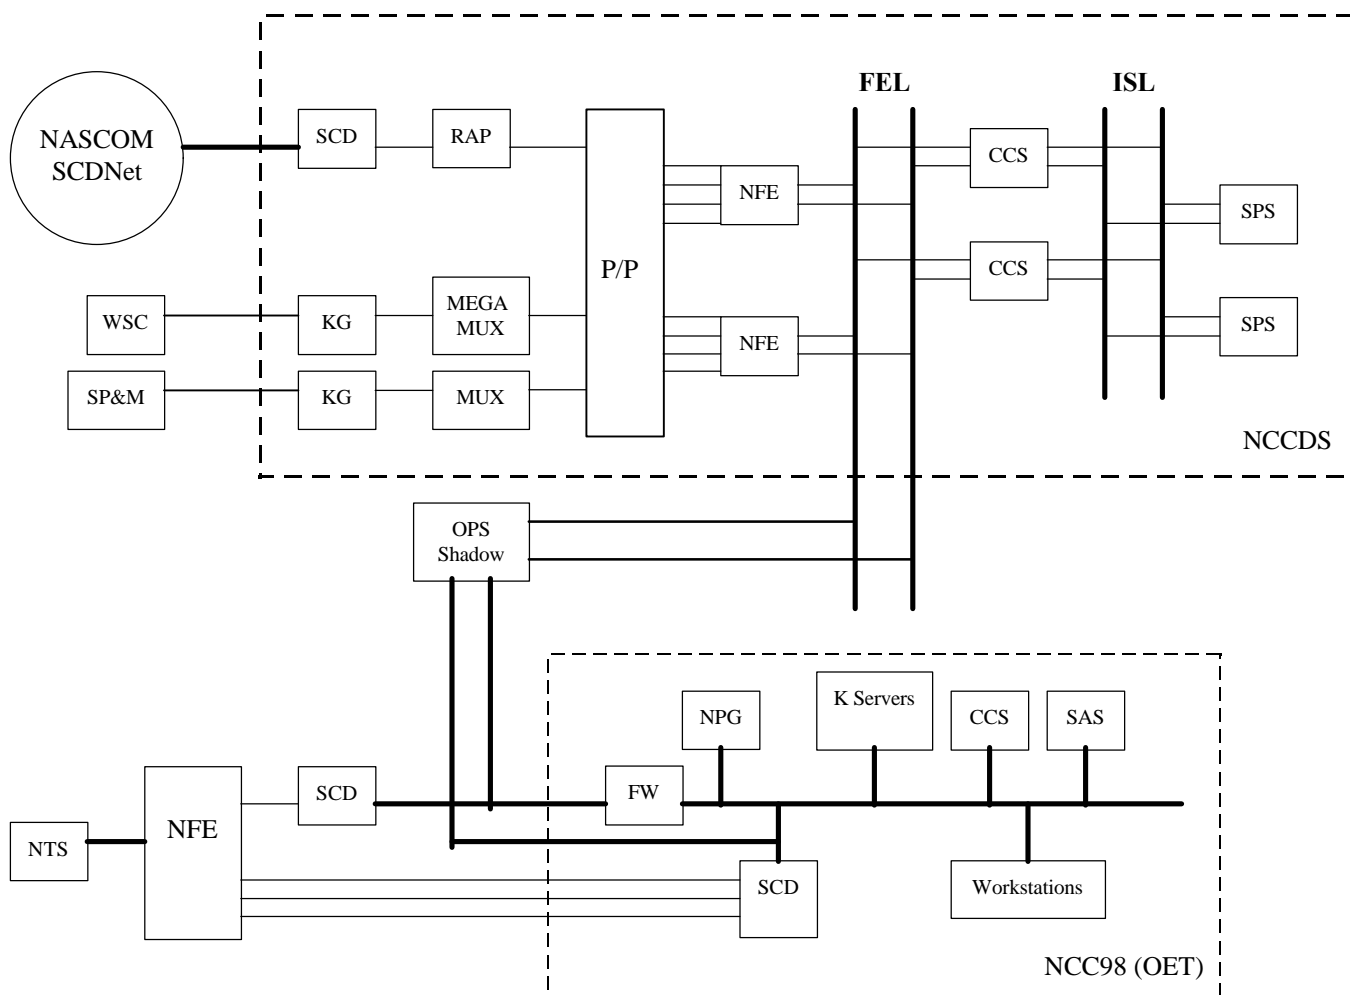 FEL
ISL
NASCOM
SCDNet
SCD
RAP
CCS
NFE
SPS
P/P
CCS
WSC
KG
MEGA
MUX
NFE
SPS
SP&M
KG
MUX
NCCDS
OPS
Shadow
NPG
K Servers
CCS
SAS
SCD
FW
NFE
NTS
SCD
Workstations
NCC98 (OET)